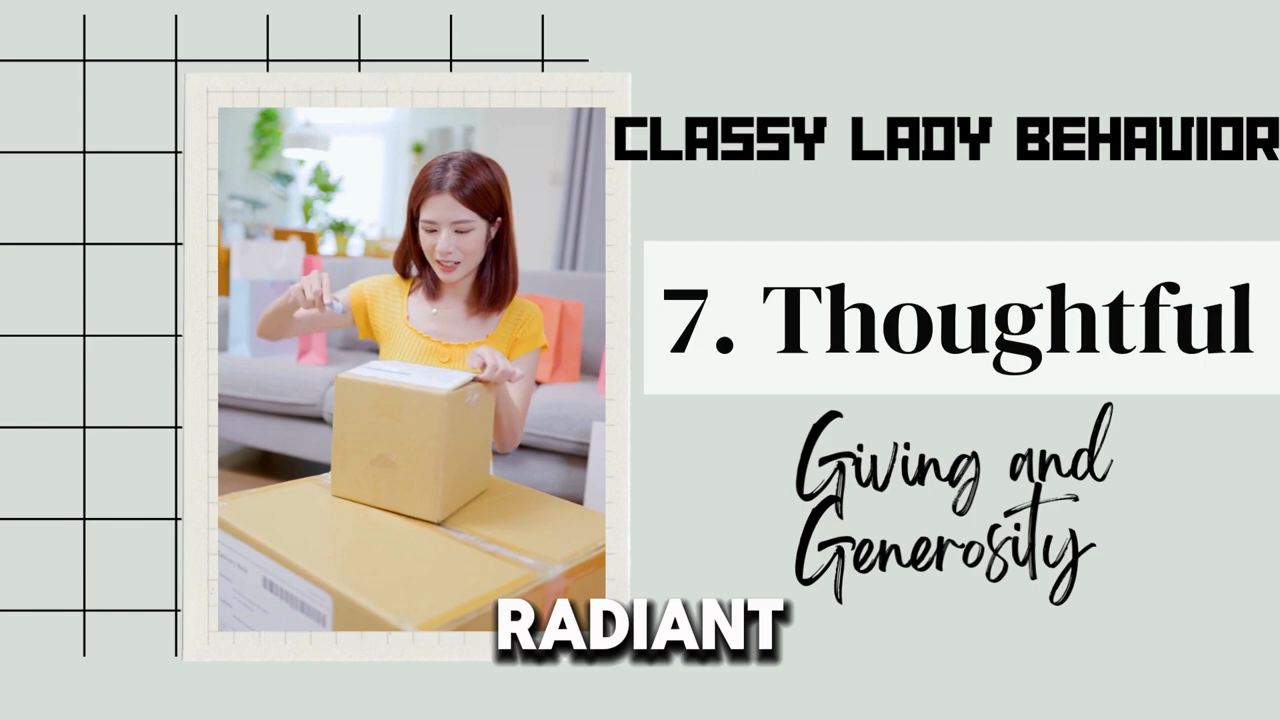 CLASSY LADY BEHAVIOR
7. Thoughtful
Giving and
Generosity
RADIANT